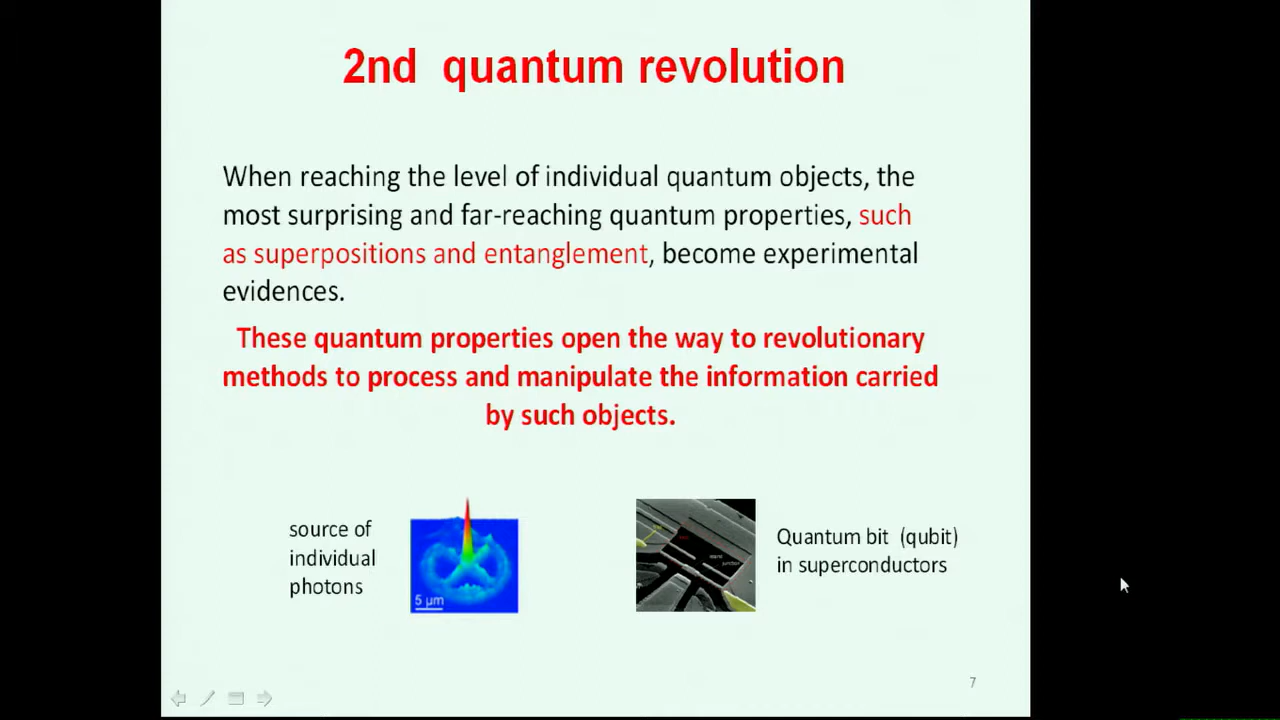 2nd quantum revolution
When reaching the level of individual quantum objects, the
most surprising and far-reaching quantum properties, such
as superpositions and entanglement, become experimental
evidences.
These quantum properties open the way to revolutionary
methods to process and manipulate the information carried
by such objects.
source of
individual
photons
5 µm
Quantum bit (qubit)
in superconductors
7